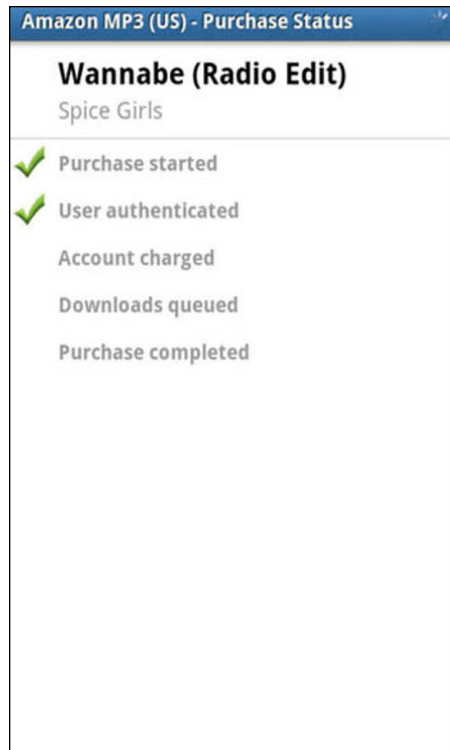 Amazon MP3 (US) - Purchase Status
Wannabe (Radio Edit)
Spice Girls
Purchase started
User authenticated
Account charged
Downloads queued
Purchase completed